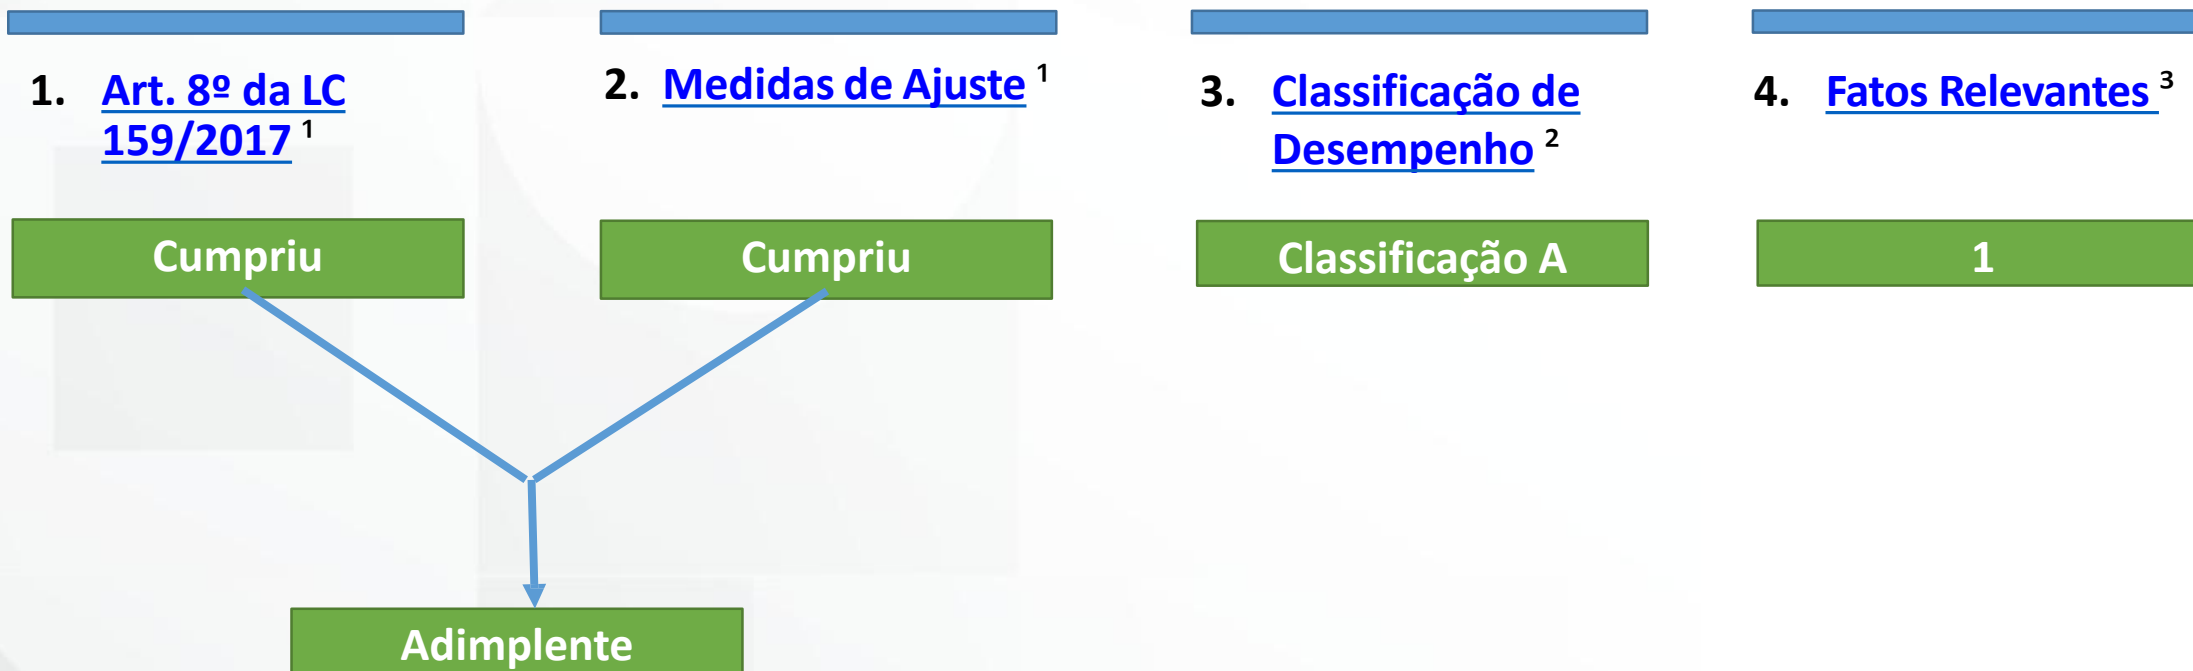 1. Art. 8º da LC
159/2017 ¹
2. Medidas de Ajuste ¹
3. Classificação de
Desempenho ²
4. Fatos Relevantes ³
Cumpriu
Cumpriu
Classificação A
1
Adimplente